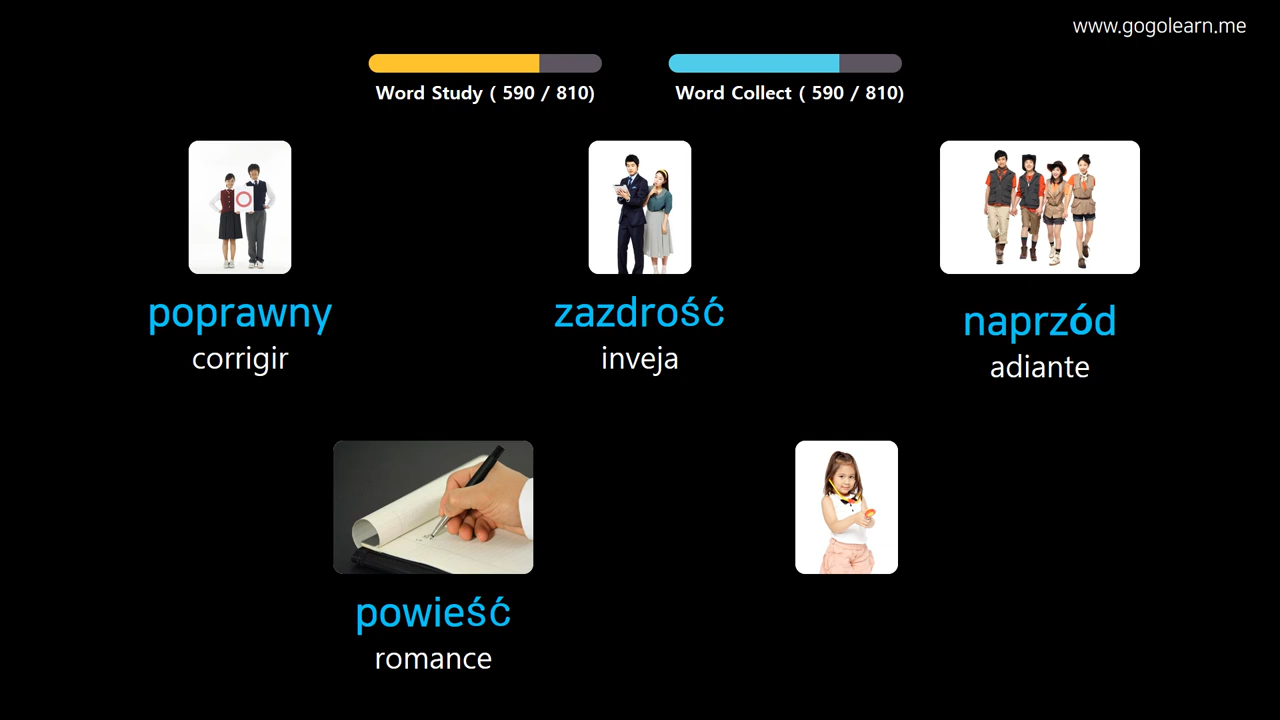 www.gogolearn.me
Word Study ( 590 / 810)
Word Collect ( 590 / 810)
poprawny
corrigir
zazdrość
inveja
naprzód
adiante
powieść
romance